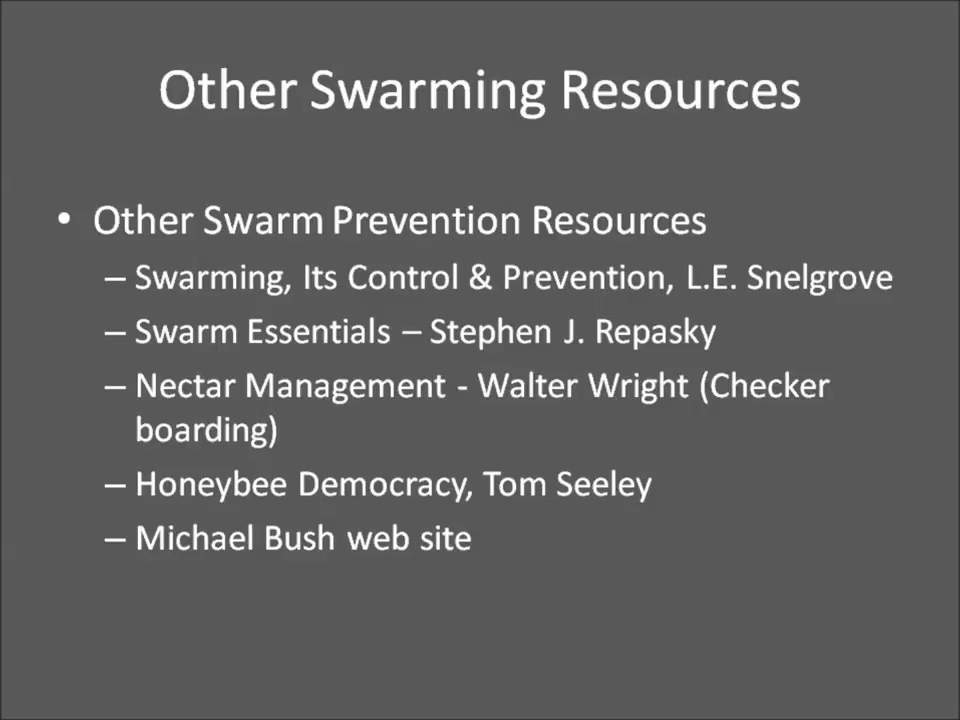 Other Swarming Resources
• Other Swarm Prevention Resources
– Swarming, Its Control & Prevention, L.E. Snelgrove
– Swarm Essentials – Stephen J. Repasky
– Nectar Management - Walter Wright (Checker
boarding)
– Honeybee Democracy, Tom Seeley
– Michael Bush web site